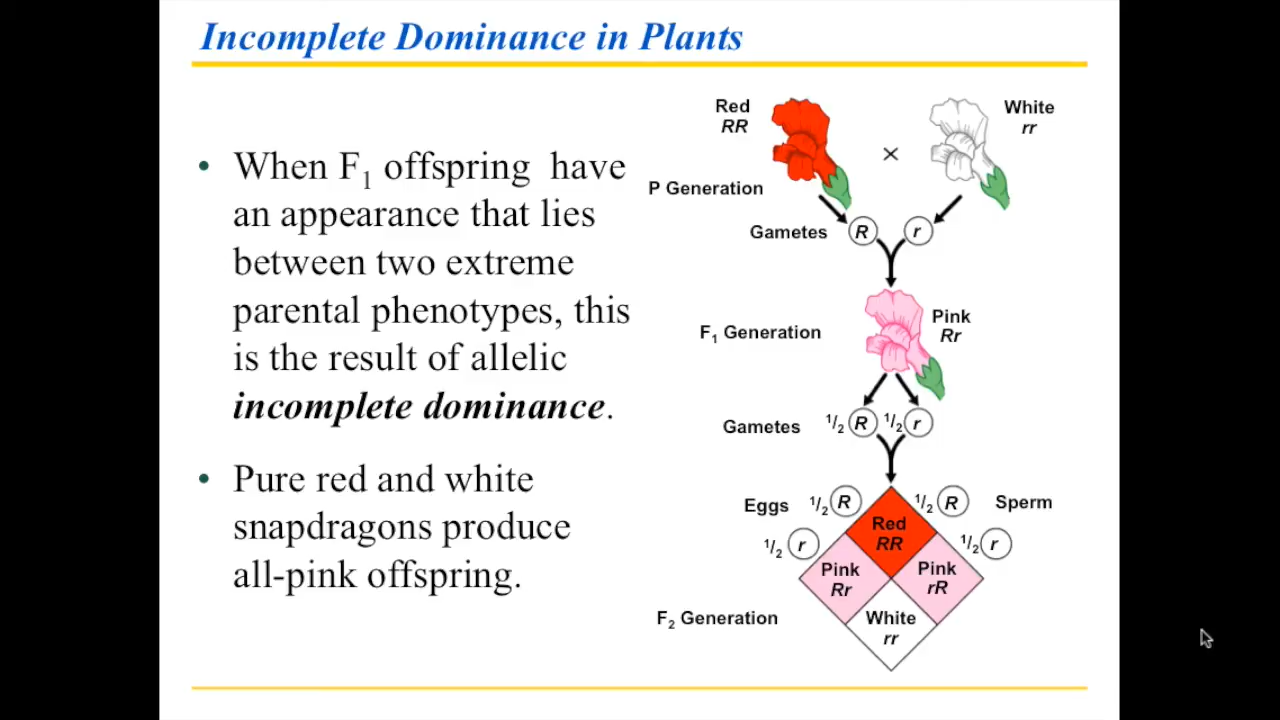 Incomplete Dominance in Plants
• When F₁ offspring have
an appearance that lies
between two extreme
parental phenotypes, this
is the result of allelic
incomplete dominance.
• Pure red and white
snapdragons produce
all-pink offspring.
Red
RR
×
White
rr
P Generation
Gametes
R
r
F₁ Generation
Pink
Rr
Gametes
1/2 R
1/2 r
Eggs
1/2 R
1/2 R
Sperm
1/2 r
1/2 r
Red
RR
Pink
Rr
Pink
rR
F₂ Generation
White
rr